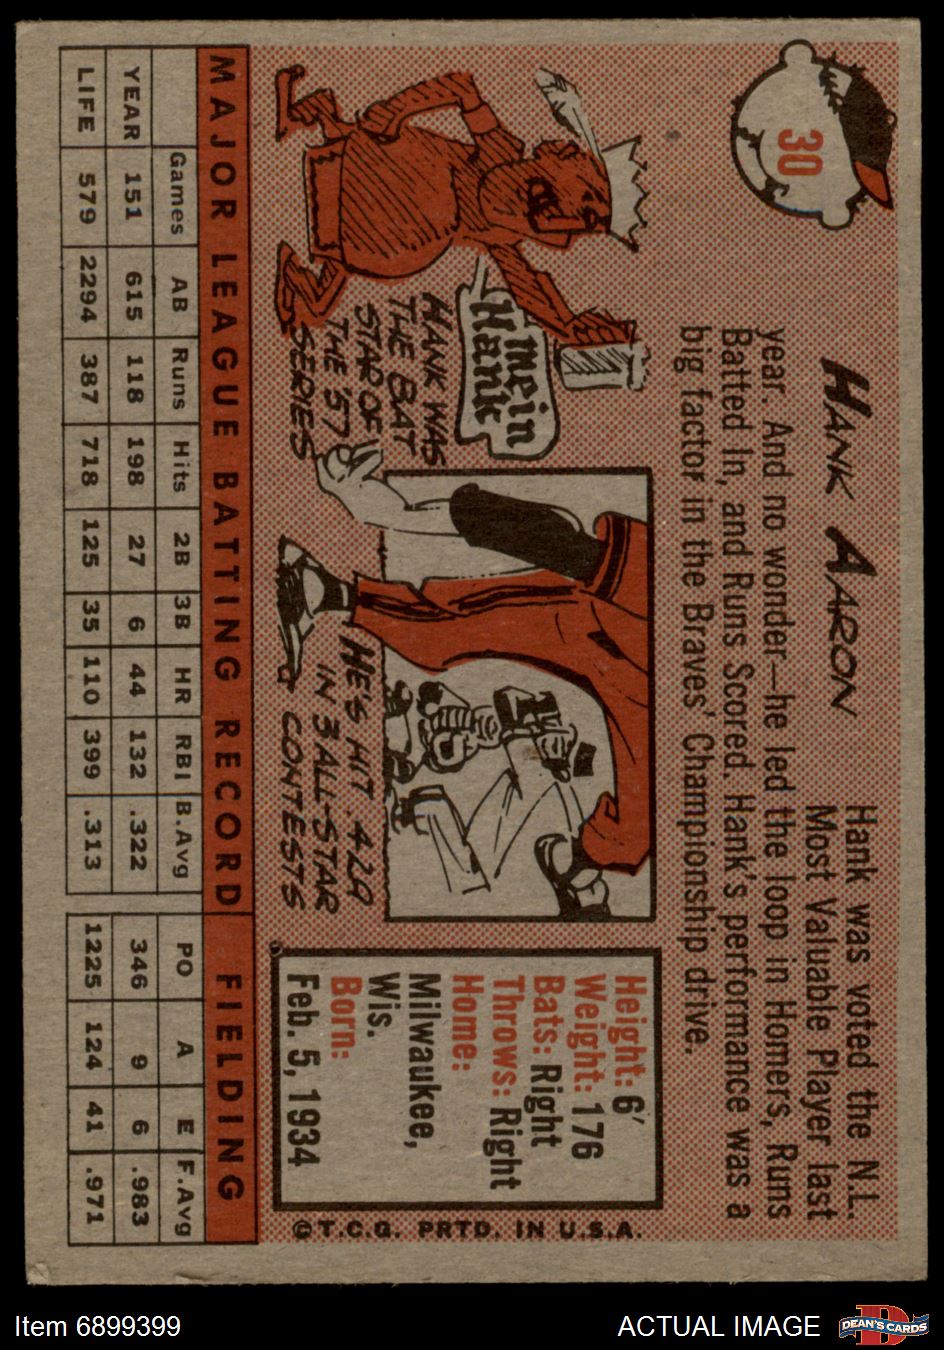 30
HANK AARON
Hank was voted the N.L.
Most Valuable Player last
year. And no wonder—he led the loop in Homers, Runs
Batted In, and Runs Scored. Hank's performance was a
big factor in the Braves' Championship drive.
mein
Hank
HANK WAS
THE BAT
STAR OF
THE '57
SERIES
HE'S HIT .429
IN 3 ALL-STAR
CONTESTS
Height: 6'
Weight: 176
Bats: Right
Throws: Right
Home:
Milwaukee,
Wis.
Born:
Feb. 5, 1934
©T.C.G. PRTD. IN U.S.A.
MAJOR LEAGUE BATTING RECORD FIELDING
Games AB Runs Hits 2B 3B HR RBI B.Avg PO A E F.Avg
YEAR 151 615 118 198 27 6 44 132 .322 346 9 6 .983
LIFE 579 2294 387 718 125 35 110 399 .313 1225 124 41 .971
Item 6899399
ACTUAL IMAGE
DEAN'S CARDS